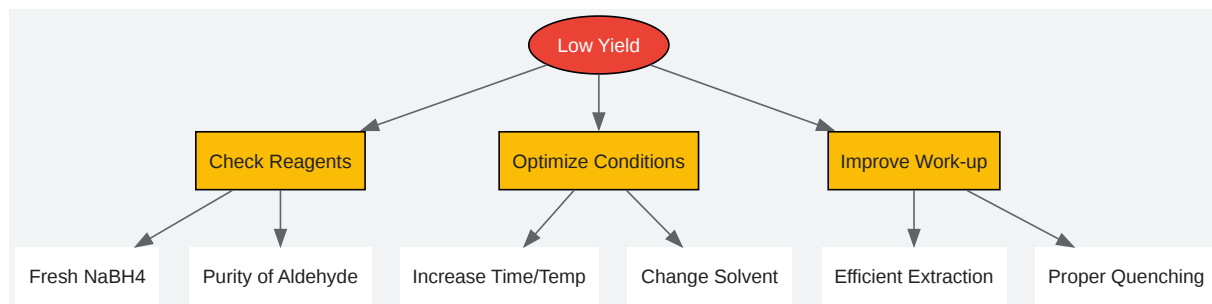 Low Yield
Check Reagents
Optimize Conditions
Improve Work-up
Fresh NaBH4
Purity of Aldehyde
Increase Time/Temp
Change Solvent
Efficient Extraction
Proper Quenching